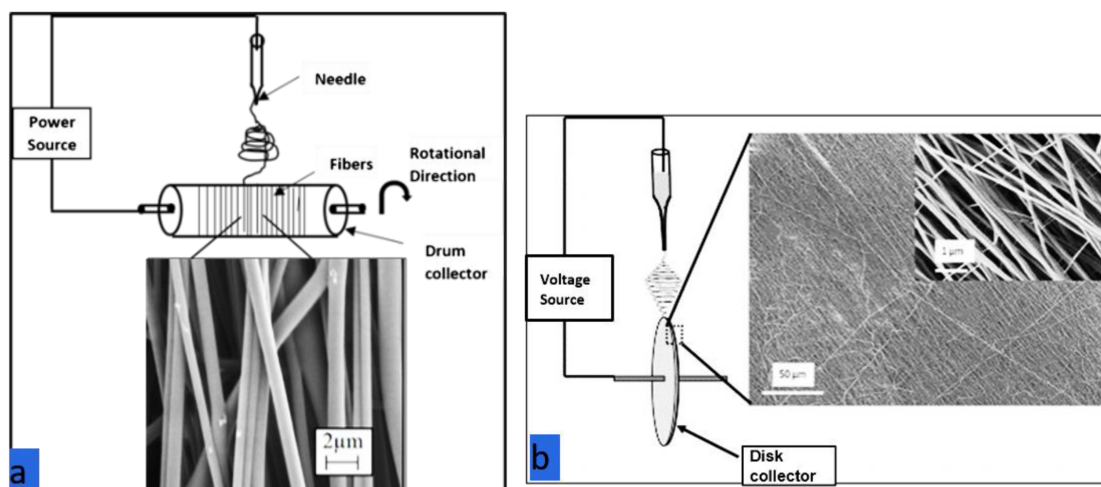 Needle
Power
Source
Fibers
Rotational
Direction
Drum
collector
2µm
a
Voltage
Source
1 µm
50 µm
Disk
collector
b